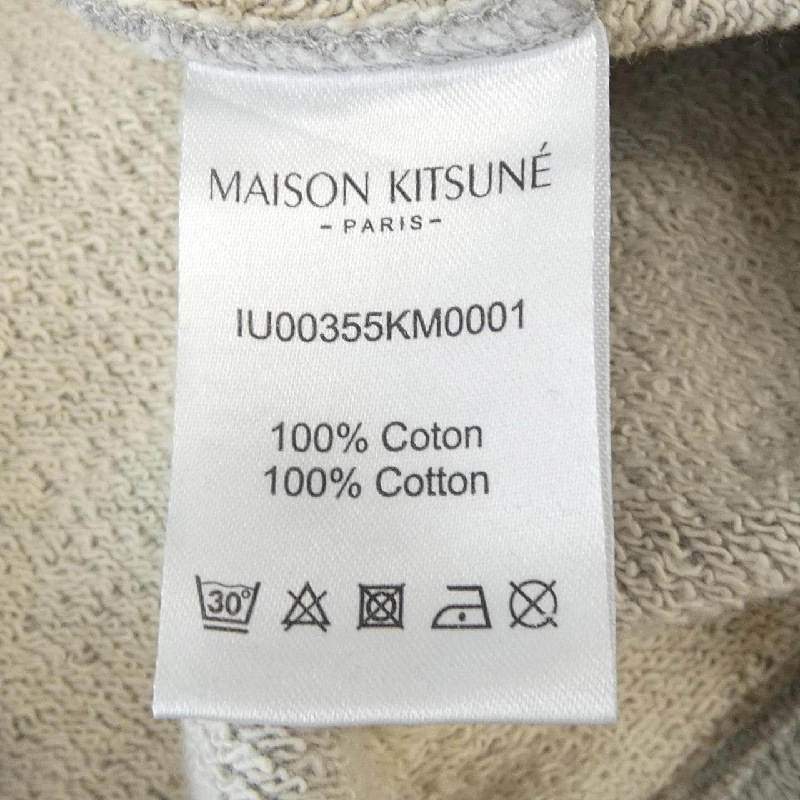 MAISON KITSUNÉ
- PARIS -
IU00355KM0001
100% Coton
100% Cotton
30°